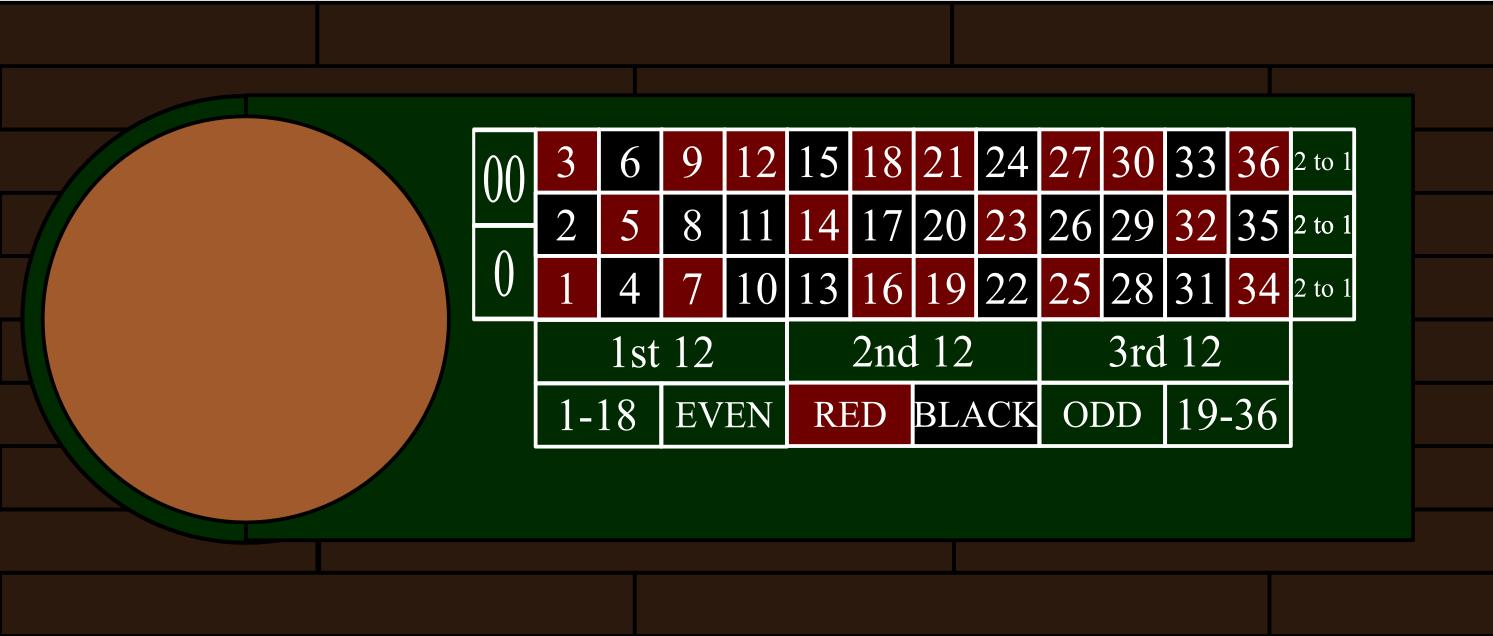 00 3 6 9 12 15 18 21 24 27 30 33 36 2 to 1
2 5 8 11 14 17 20 23 26 29 32 35 2 to 1
0 1 4 7 10 13 16 19 22 25 28 31 34 2 to 1
1st 12 2nd 12 3rd 12
1-18 EVEN RED BLACK ODD 19-36